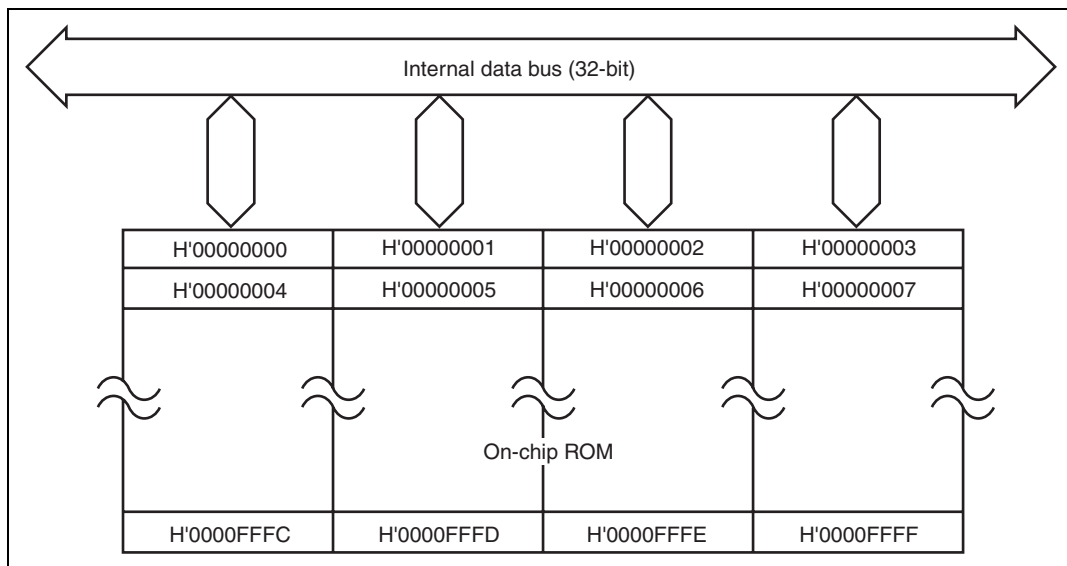 Internal data bus (32-bit)
H'00000000 H'00000001 H'00000002 H'00000003
H'00000004 H'00000005 H'00000006 H'00000007
On-chip ROM
H'0000FFFC H'0000FFFD H'0000FFFE H'0000FFFF